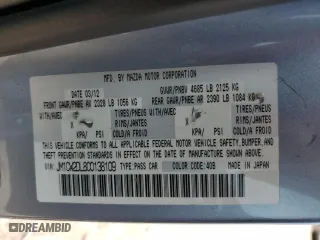 MFD. BY MAZDA MOTOR CORPORATION
DATE 03/12 GVWR/PNBV 4685 LB 2125 KG
FRONT GAWR/PNBE AV 2328 LB 1056 KG REAR GAWR/PNBE AR 2390 LB 1084 KG
WITH/AVEC WITH/AVEC
TIRES/PNEUS TIRES/PNEUS
RIMS/JANTES RIMS/JANTES
KPA / PSI COLD/A FROID KPA / PSI COLD/A FROID
THIS VEHICLE CONFORMS TO ALL APPLICABLE FEDERAL
MOTOR VEHICLE SAFETY, BUMPER, AND THEFT
PREVENTION STANDARDS IN EFFECT ON THE DATE OF
MANUFACTURE SHOWN ABOVE.
VIN: TYPE PASS CAR COLOR/CODE: 40B MADE IN JAPAN